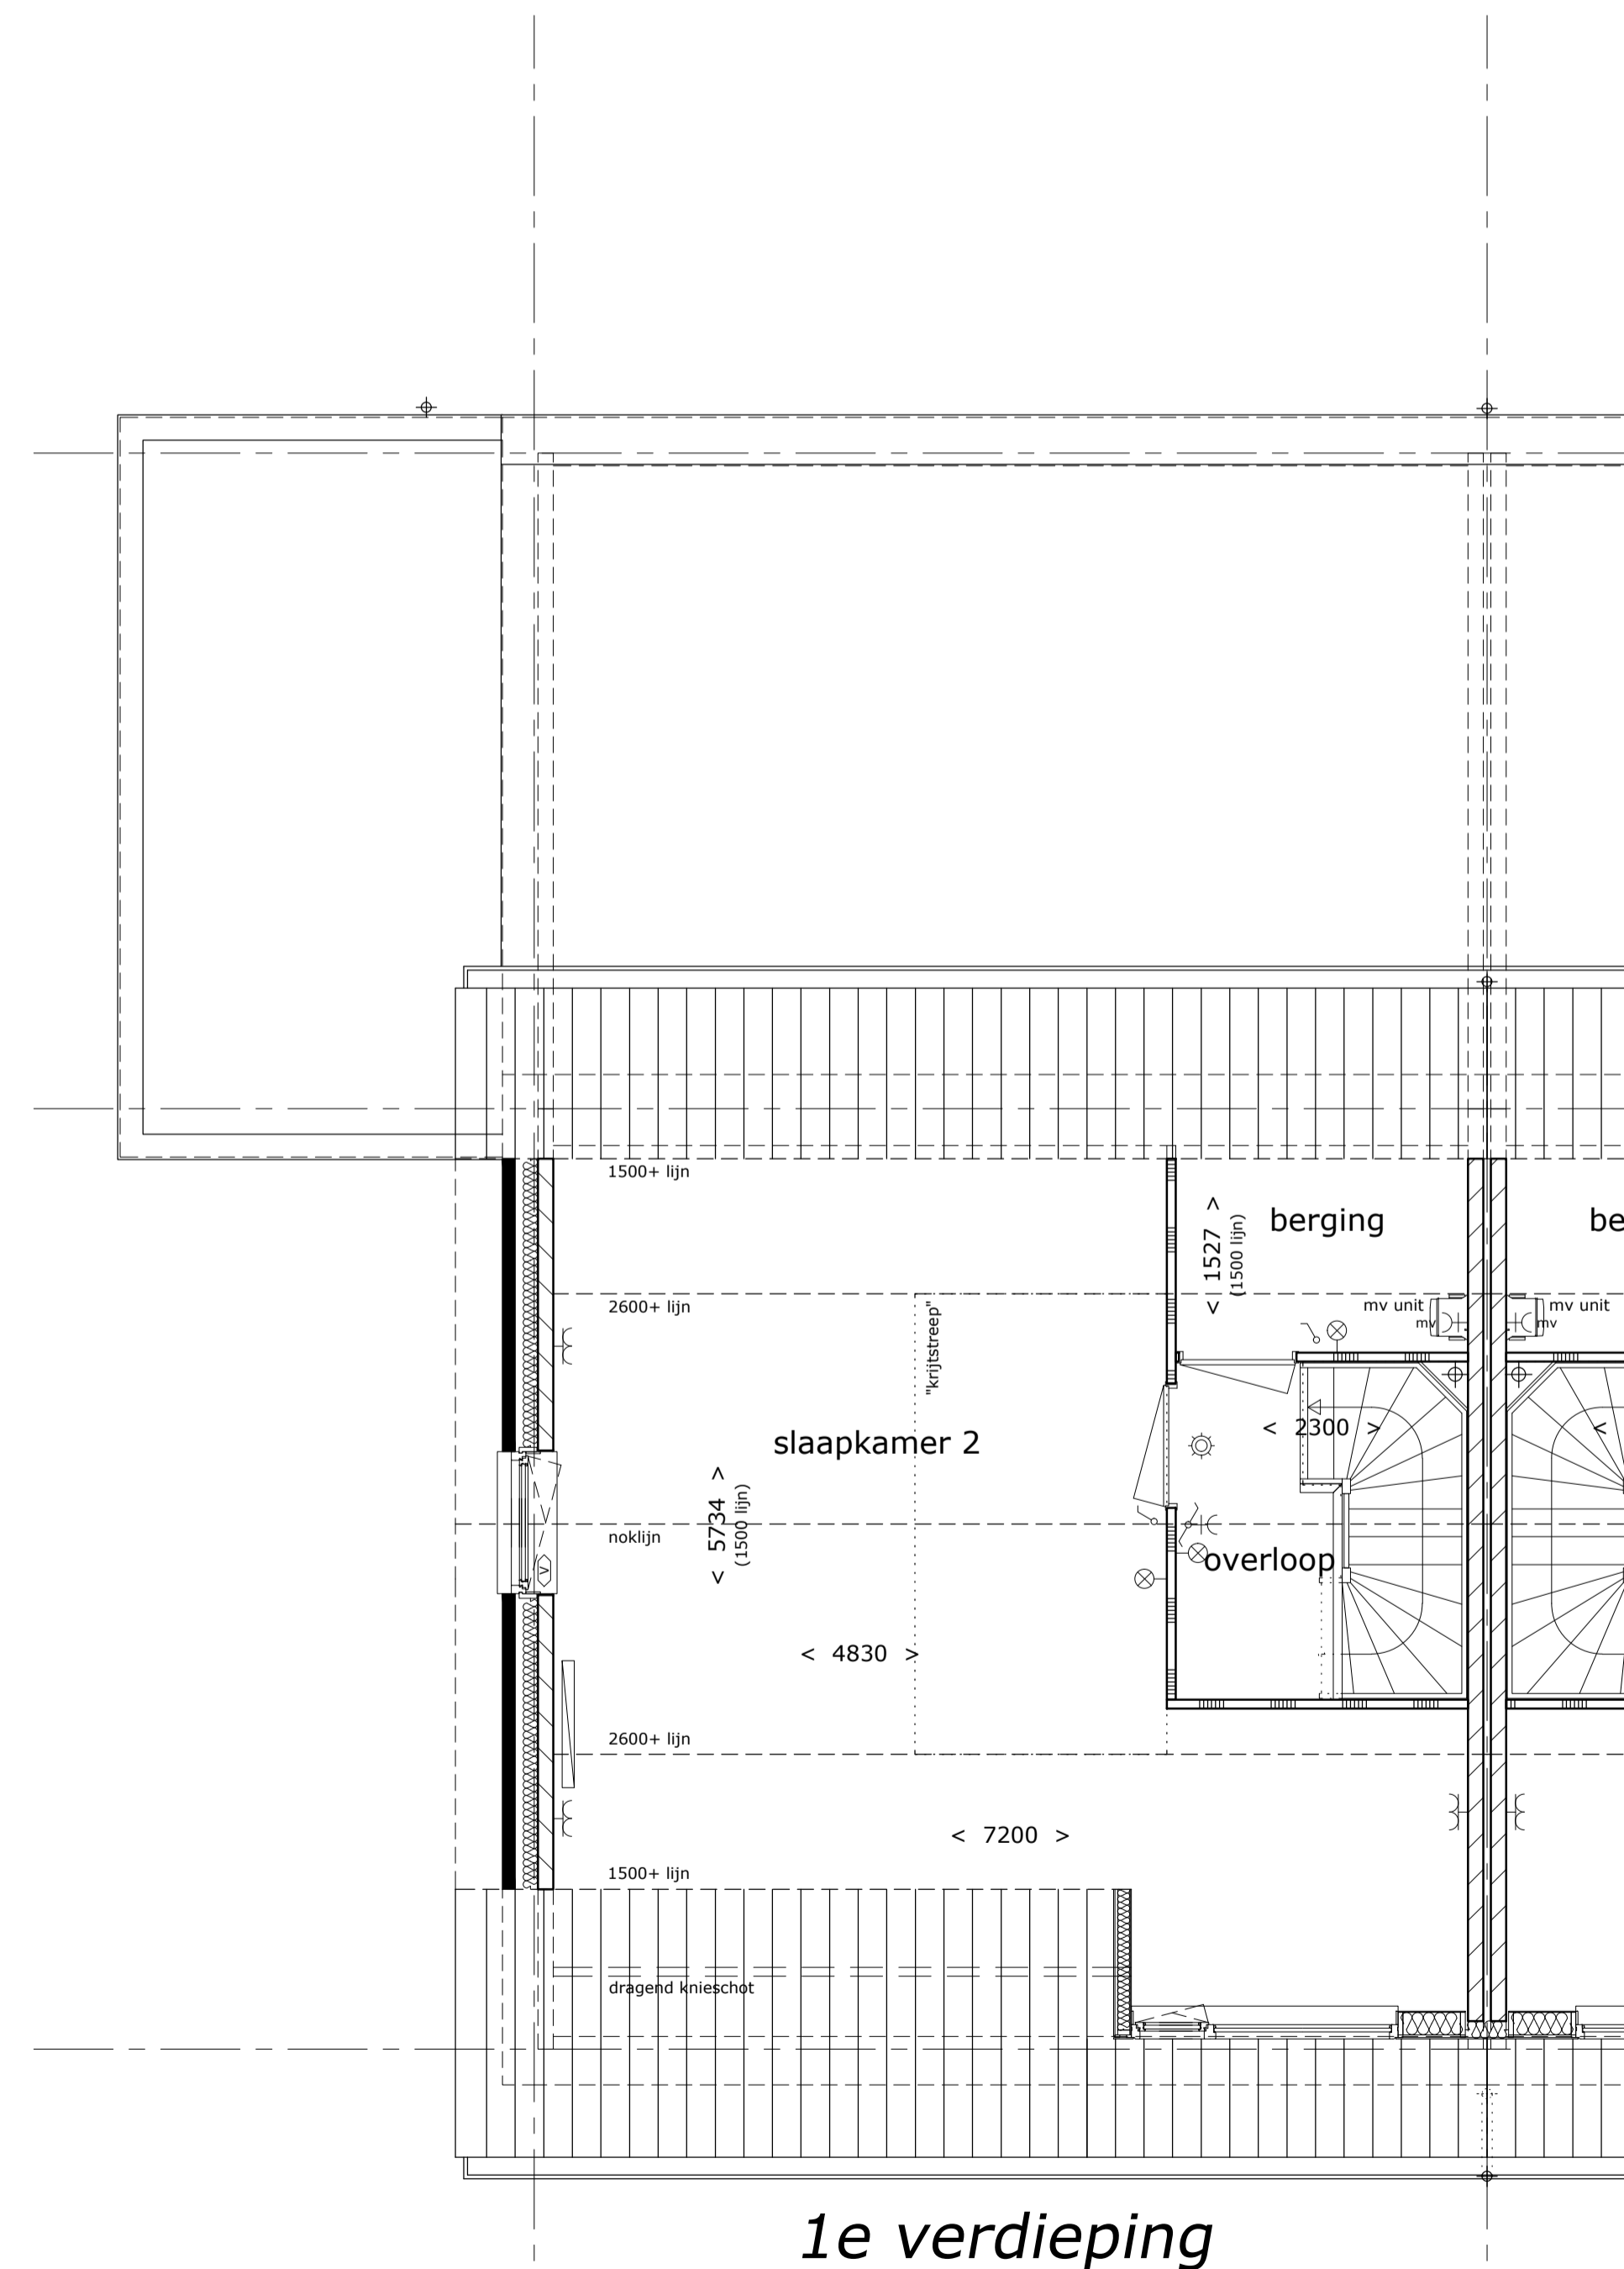 1500+ lijn
< 1527 >
(1500 lijn)
berging
be
2600+ lijn
"krijtstreep"
mv unit
mv
mv unit
mv
slaapkamer 2
< 2300 >
<
noklijn
< 5734 >
(1500 lijn)
V
overloop
< 4830 >
2600+ lijn
< 7200 >
1500+ lijn
dragend knieschot
1e verdieping